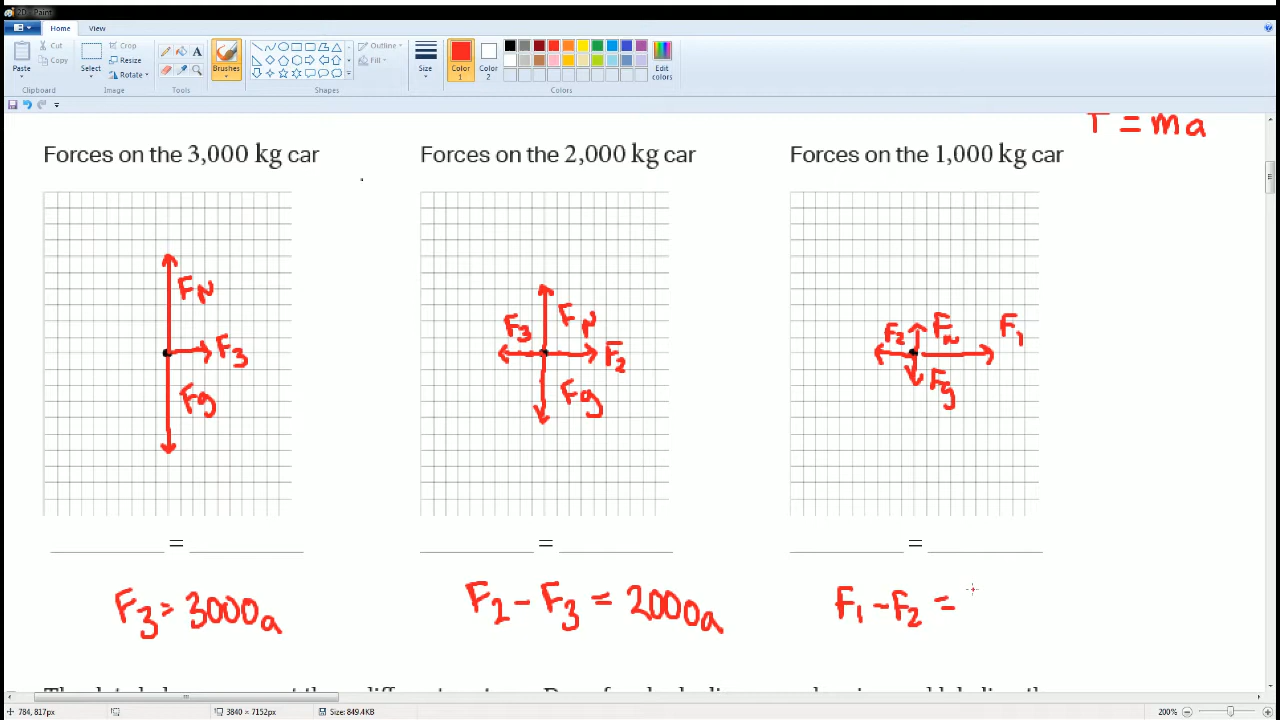 2D - Paint
Home View
Paste
Cut
Copy
Clipboard
Select
Crop
Resize
Rotate
Image
A
Tools
Brushes
Shapes
Outline
Fill
Size
Color 1
Color 2
Edit colors
Colors
= ma
Forces on the 3,000 kg car
Forces on the 2,000 kg car
Forces on the 1,000 kg car
FN
F3
Fg
F3
FN
F2
Fg
F2
FN
F1
Fg
=
=
=
F3 = 3000a
F2 - F3 = 2000a
F1 - F2 =
784, 817px
3840 × 7152px
Size: 849.4KB
200%